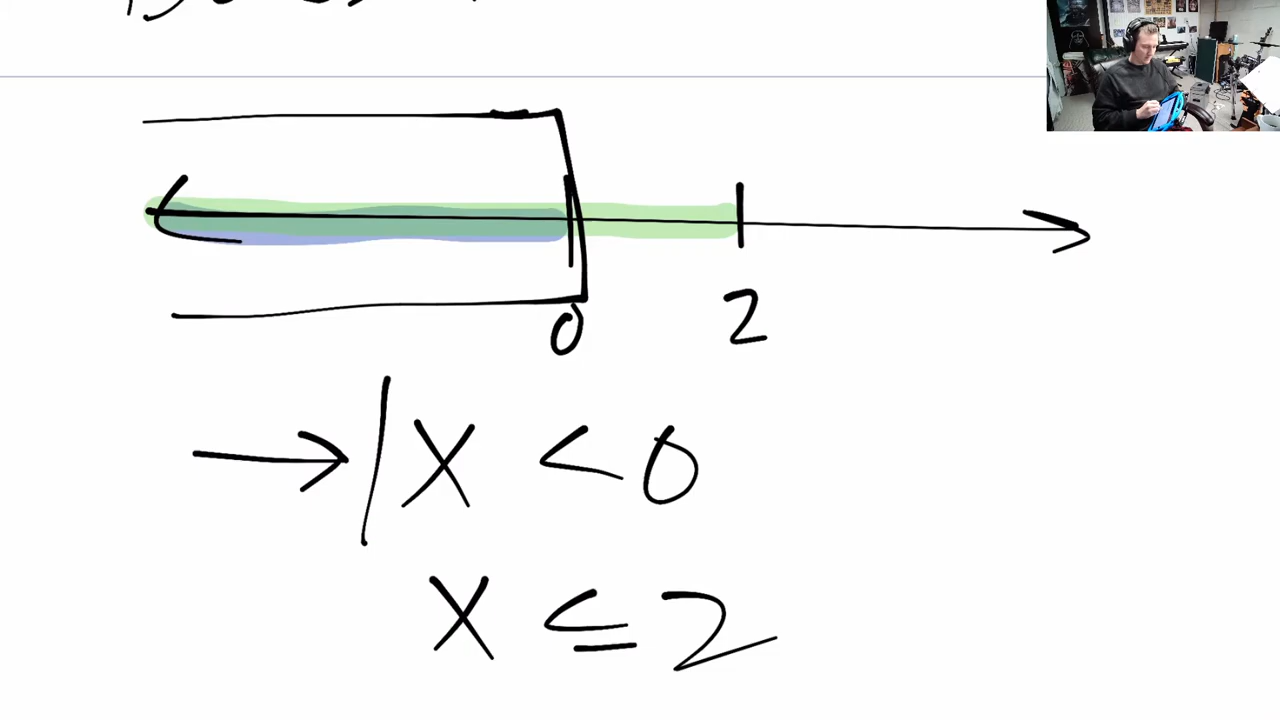 0 2
→ | x < 0
x ≤ 2